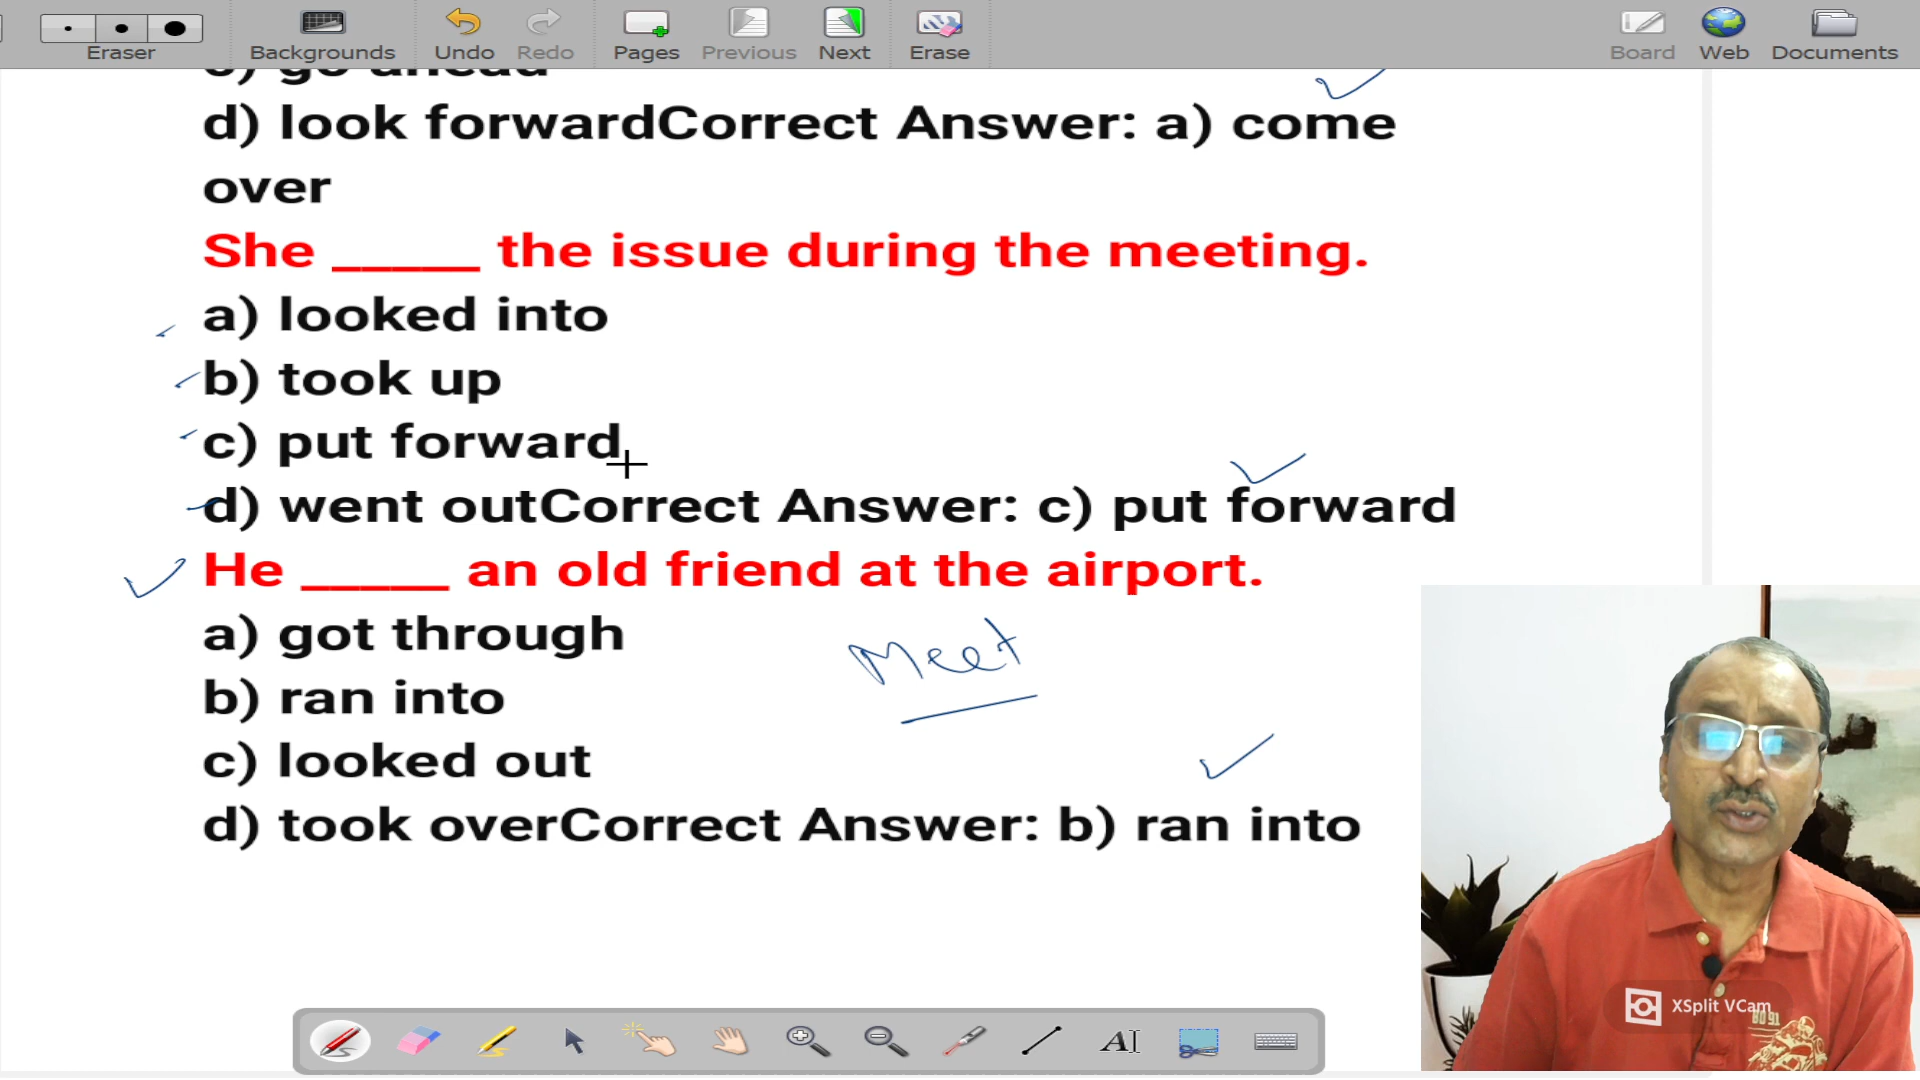 Eraser
Backgrounds
Undo
Redo
Pages
Previous
Next
Erase
Board
Web
Documents
c) go ahead
d) look forwardCorrect Answer: a) come
over
She _____ the issue during the meeting.
a) looked into
b) took up
c) put forward
d) went outCorrect Answer: c) put forward
He _____ an old friend at the airport.
a) got through
Meet
b) ran into
c) looked out
d) took overCorrect Answer: b) ran into
XSplit VCam